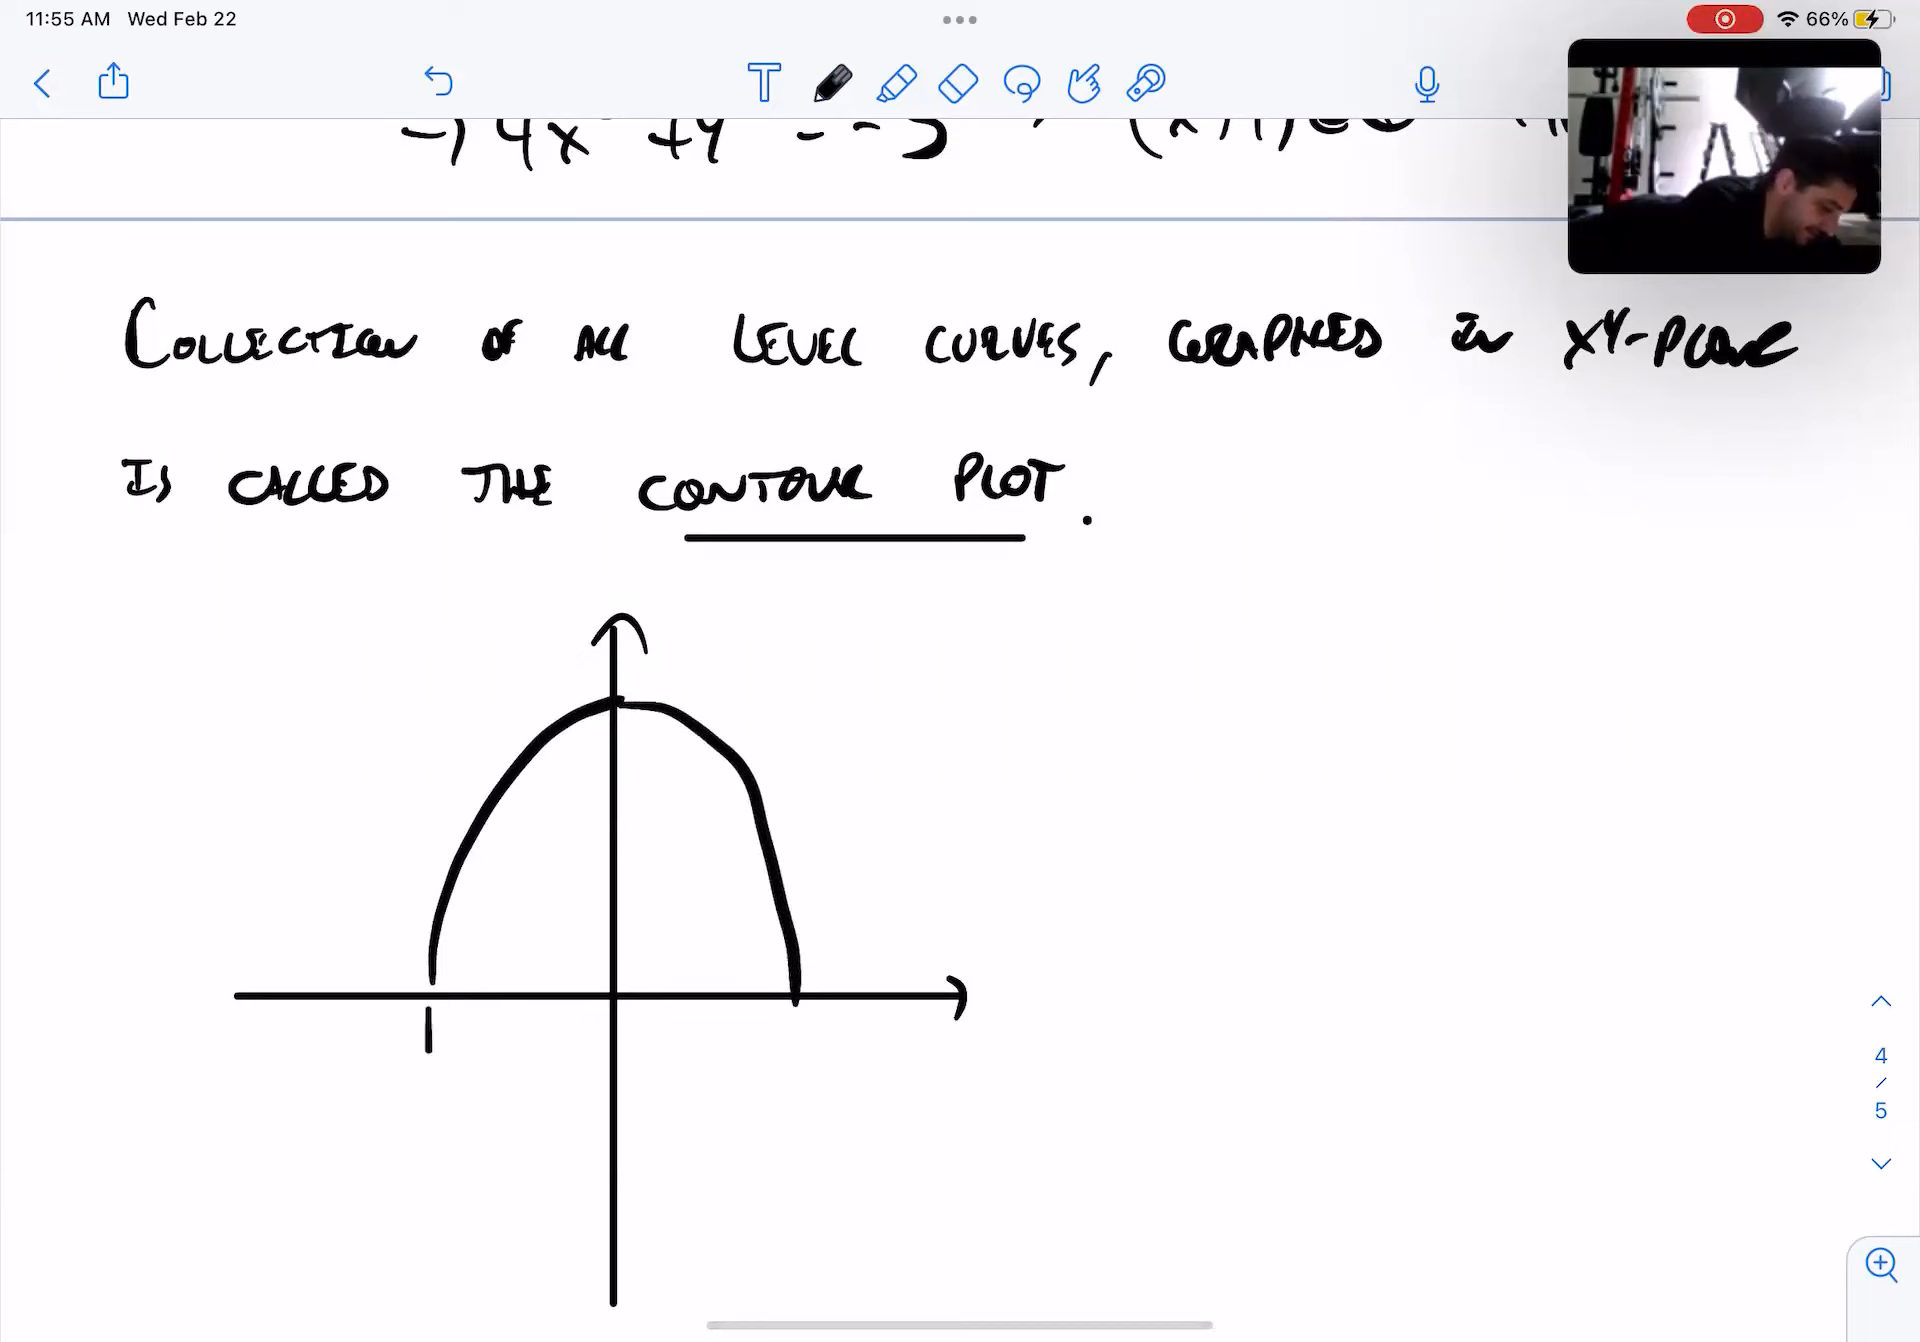 11:55 AM Wed Feb 22
66%
T
COLLECTION OF ALL LEVEL CURVES, GRAPHED IN XY-PLANE
IS CALLED THE CONTOUR PLOT.
1
4
/
5